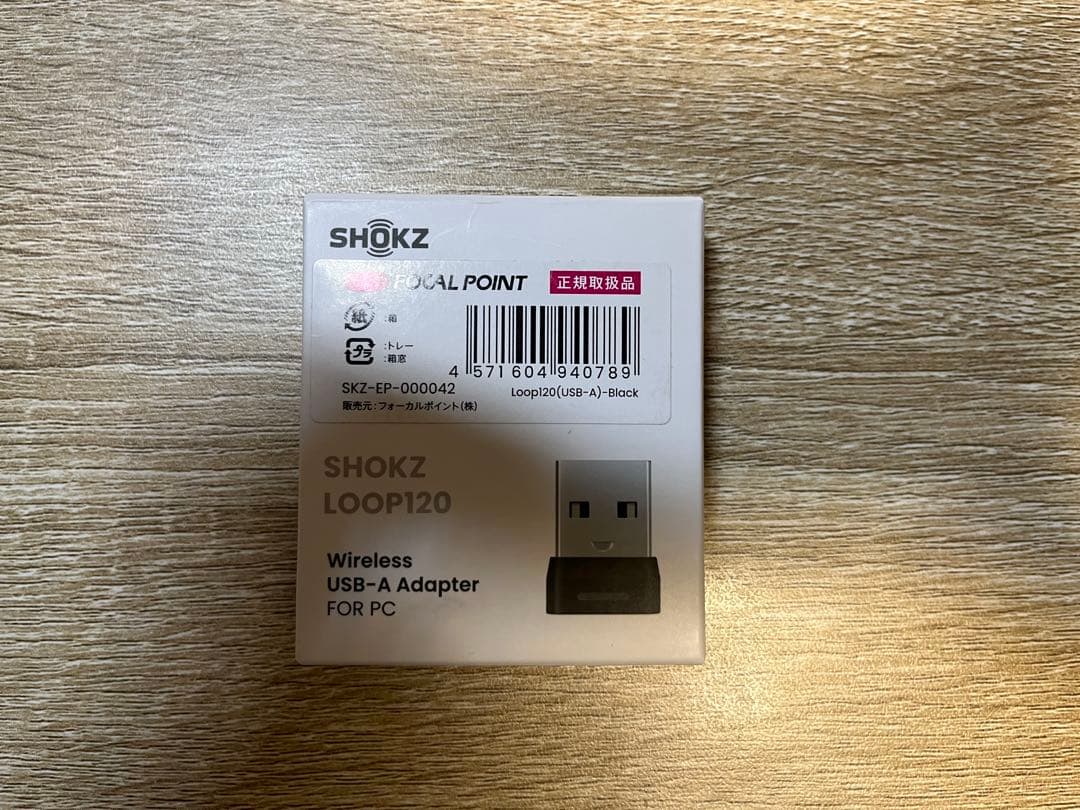 SHOKZ
FOCAL POINT 正規取扱品
紙 :箱
プラ :トレー
:箱窓
4 571604 940789
SKZ-EP-000042
Loop120(USB-A)-Black
販売元:フォーカルポイント(株)
SHOKZ
LOOP120
Wireless
USB-A Adapter
FOR PC